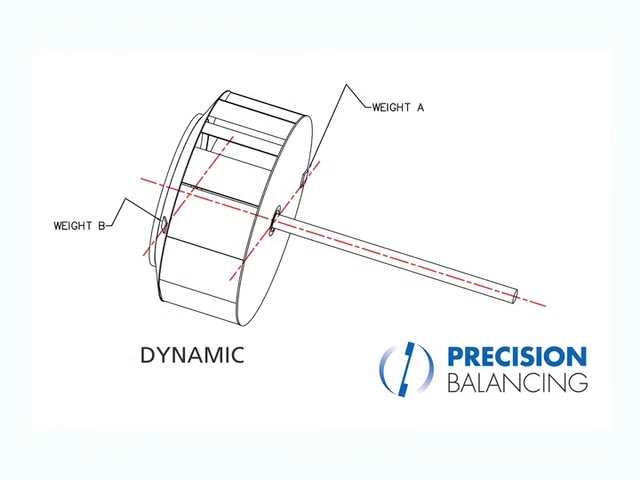 WEIGHT A
WEIGHT B
DYNAMIC
PRECISION
BALANCING